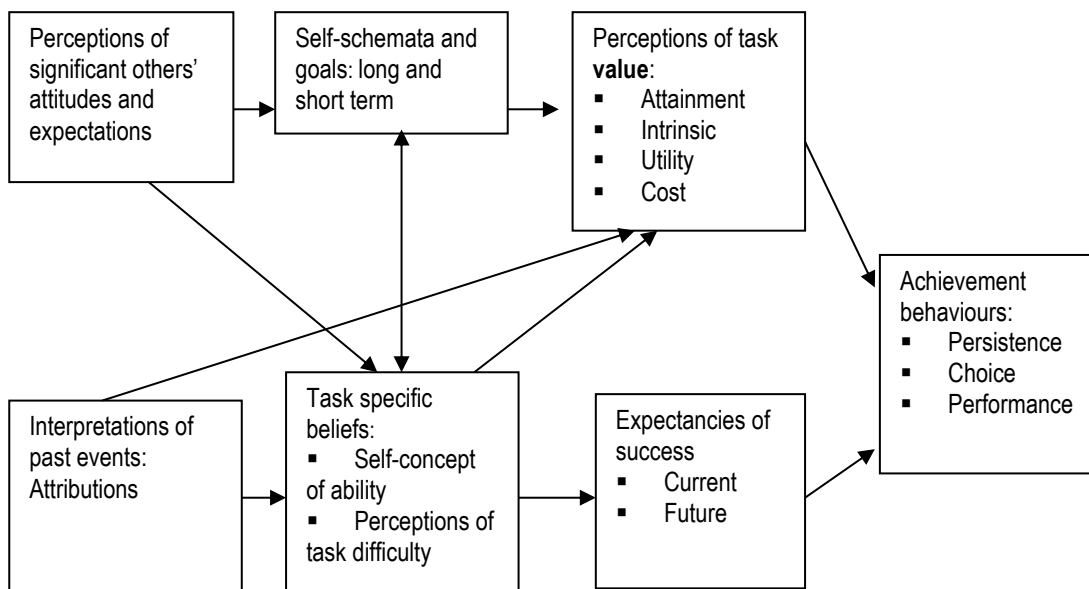 Perceptions of
significant others’
attitudes and
expectations
Self-schemata and
goals: long and
short term
Perceptions of task
value:
▪ Attainment
▪ Intrinsic
▪ Utility
▪ Cost
Achievement
behaviours:
▪ Persistence
▪ Choice
▪ Performance
Interpretations of
past events:
Attributions
Task specific
beliefs:
▪ Self-concept
of ability
▪ Perceptions of
task difficulty
Expectancies of
success
▪ Current
▪ Future